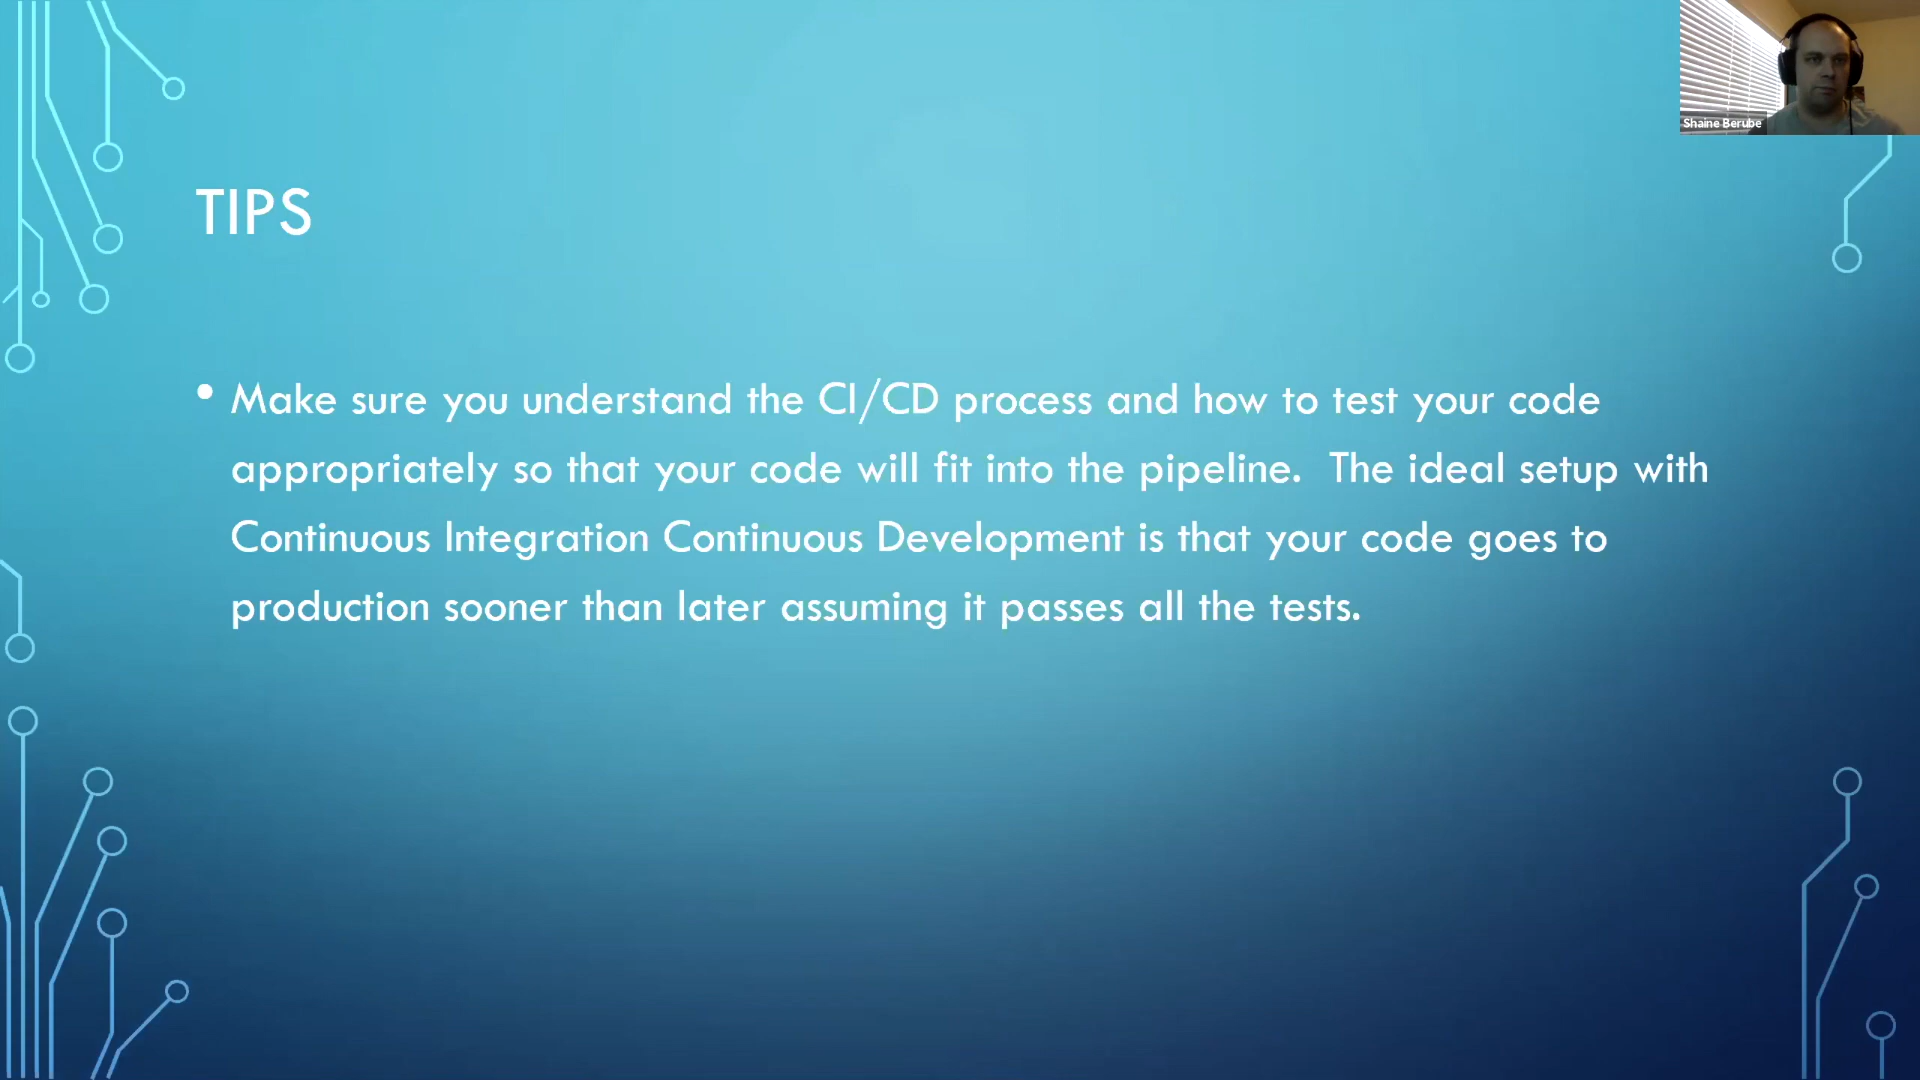 Shaine Berube
TIPS
• Make sure you understand the CI/CD process and how to test your code
appropriately so that your code will fit into the pipeline.  The ideal setup with
Continuous Integration Continuous Development is that your code goes to
production sooner than later assuming it passes all the tests.